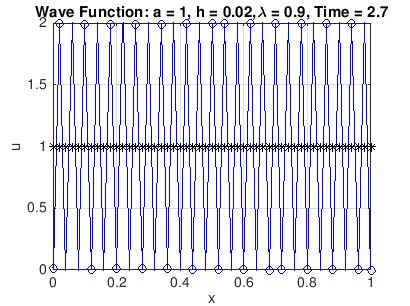 Wave Function: a = 1, h = 0.02,λ = 0.9, Time = 2.7
2
1.5
1
0.5
0
u
0 0.2 0.4 0.6 0.8 1
x